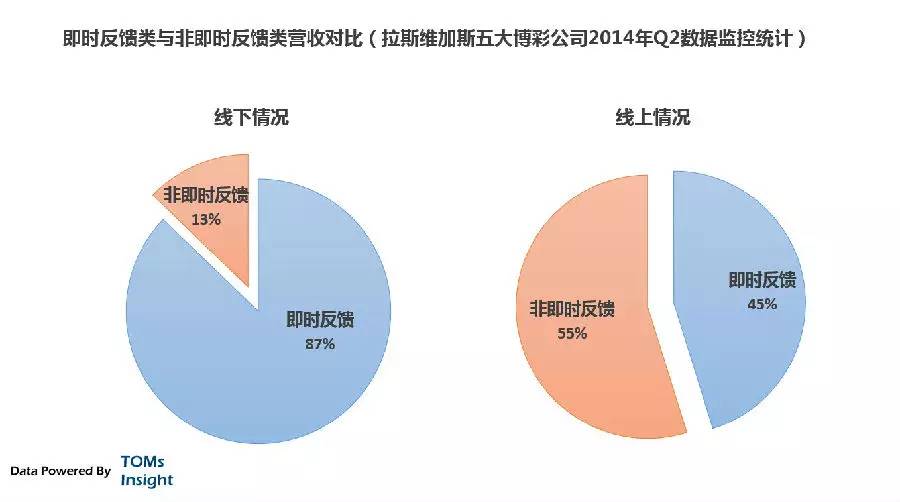 即时反馈类与非即时反馈类营收对比（拉斯维加斯五大博彩公司2014年Q2数据监控统计）
线下情况
非即时反馈
13%
即时反馈
87%
线上情况
即时反馈
45%
非即时反馈
55%
Data Powered By
TOMs
Insight